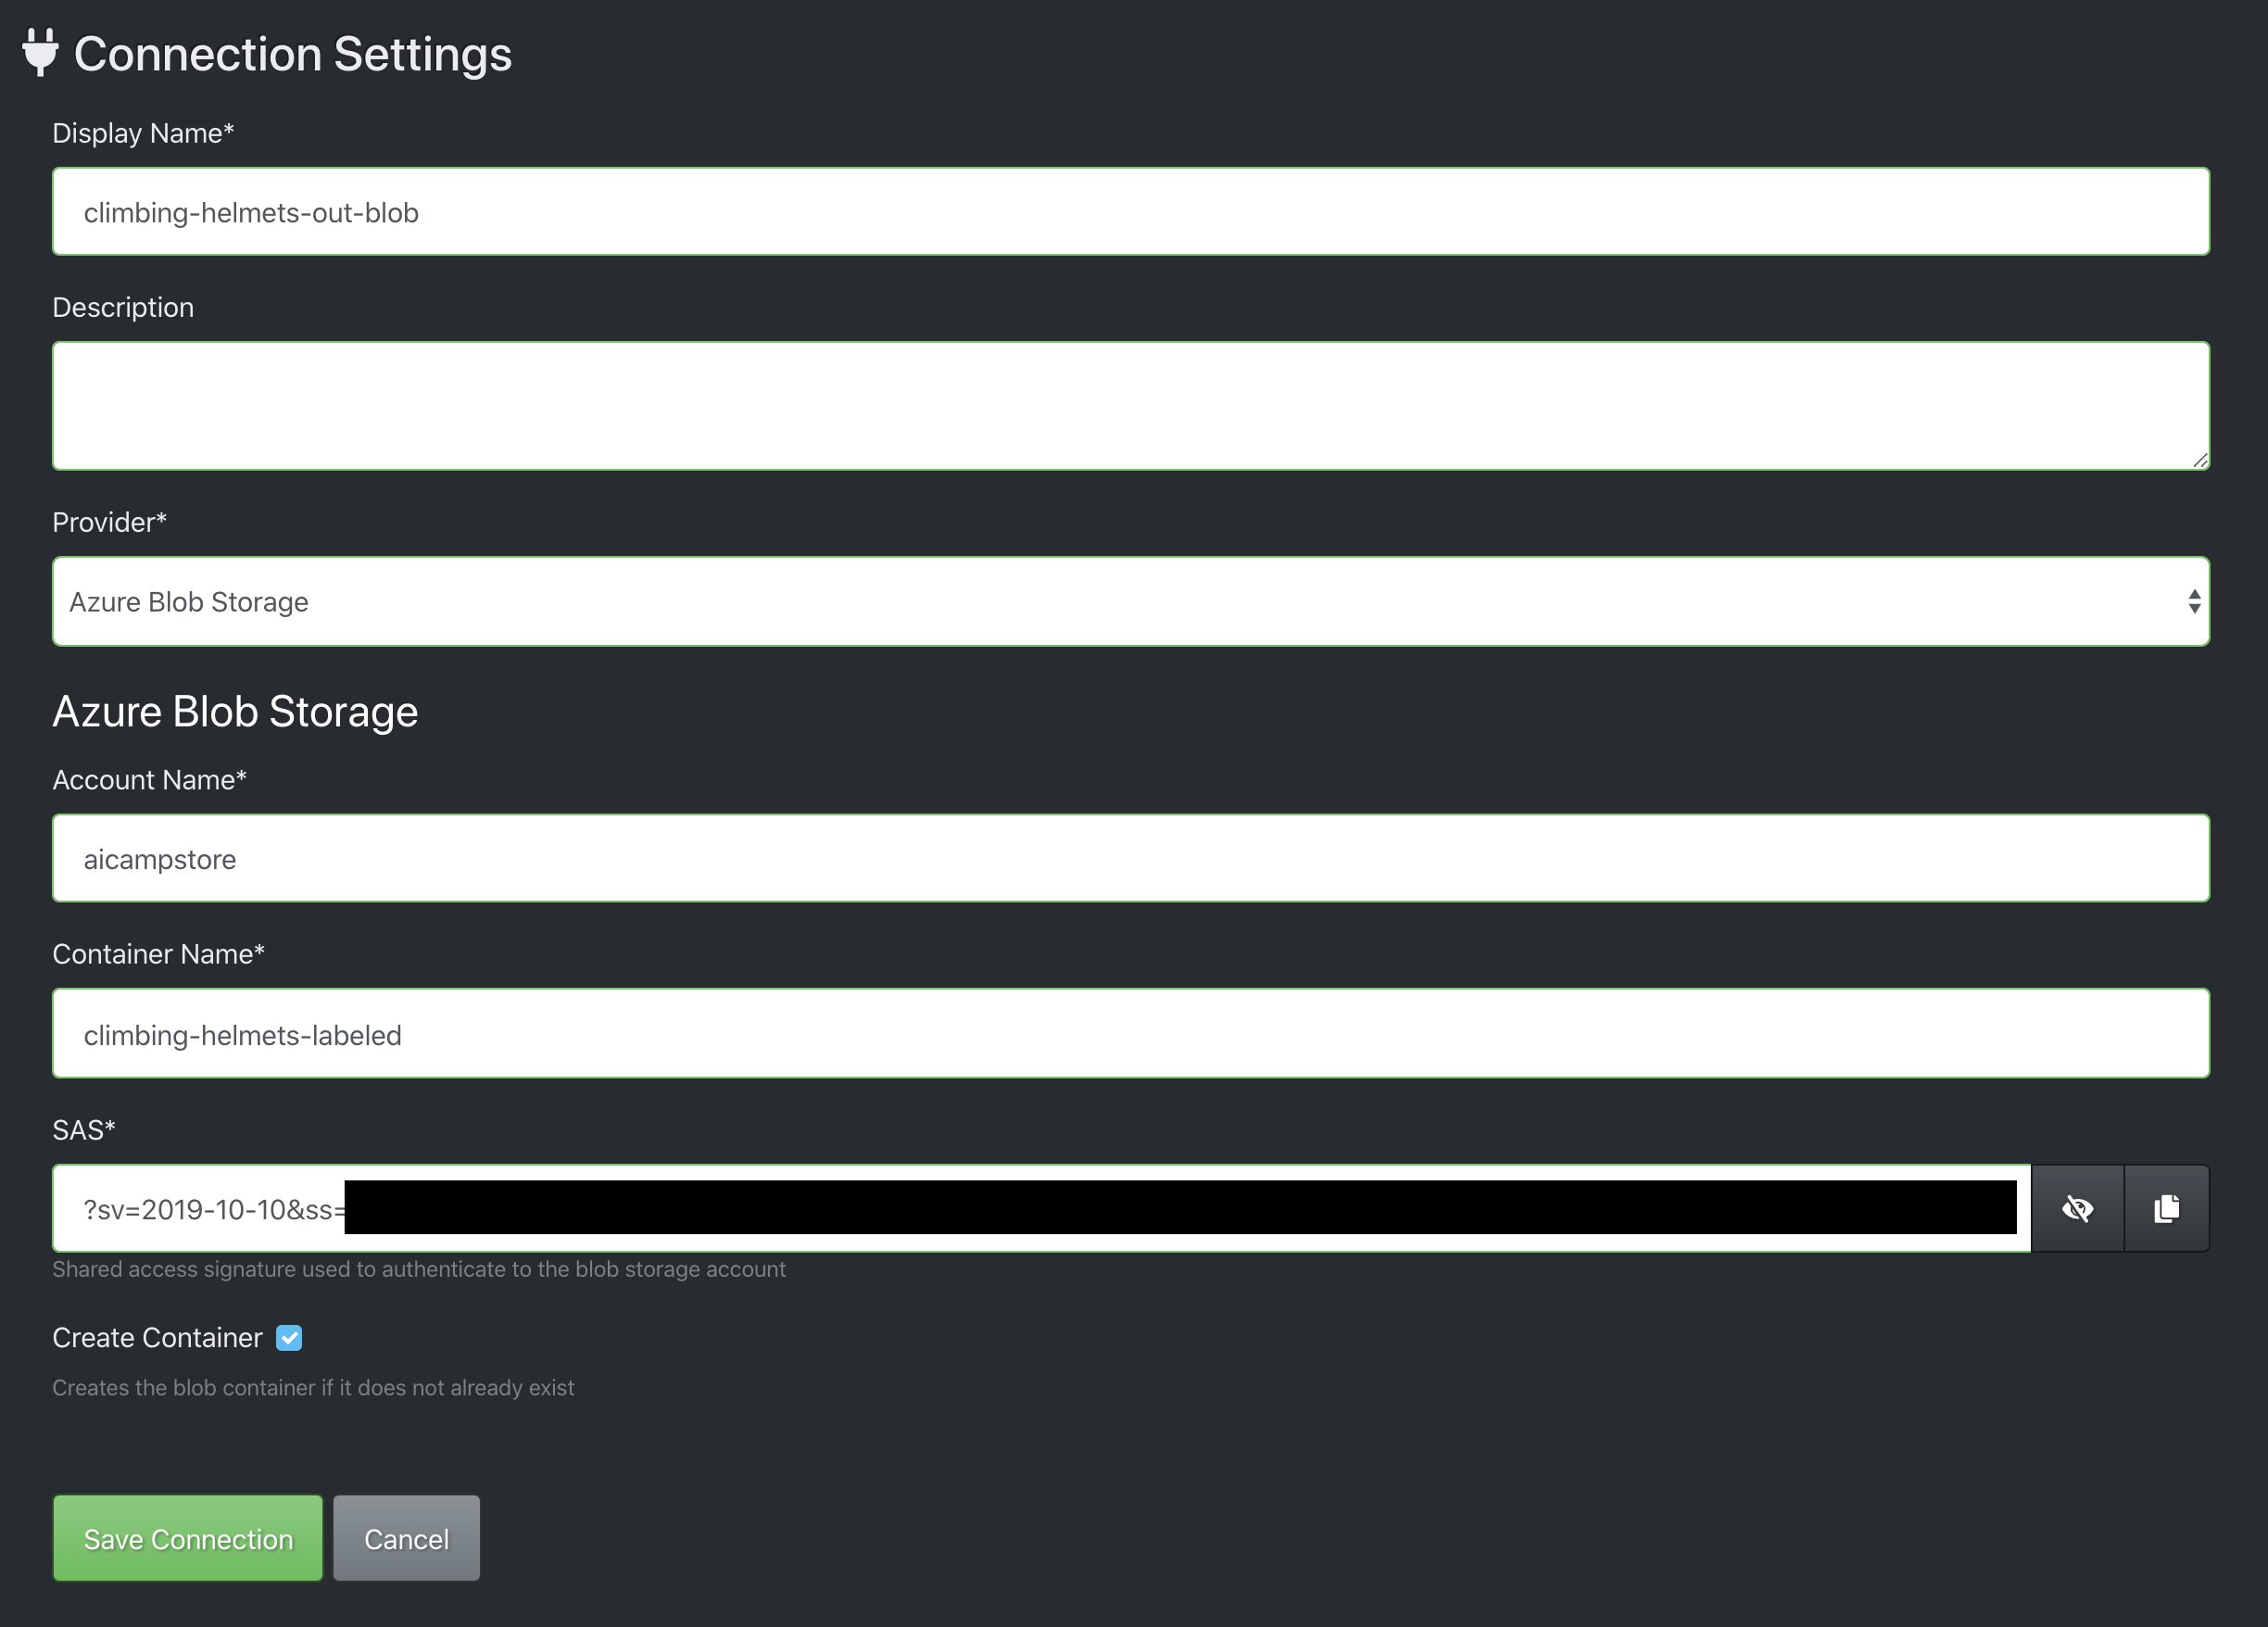 Connection Settings
Display Name*
climbing-helmets-out-blob
Description
Provider*
Azure Blob Storage
Azure Blob Storage
Account Name*
aicampstore
Container Name*
climbing-helmets-labeled
SAS*
?sv=2019-10-10&ss=
Shared access signature used to authenticate to the blob storage account
Create Container
Creates the blob container if it does not already exist
Save Connection
Cancel